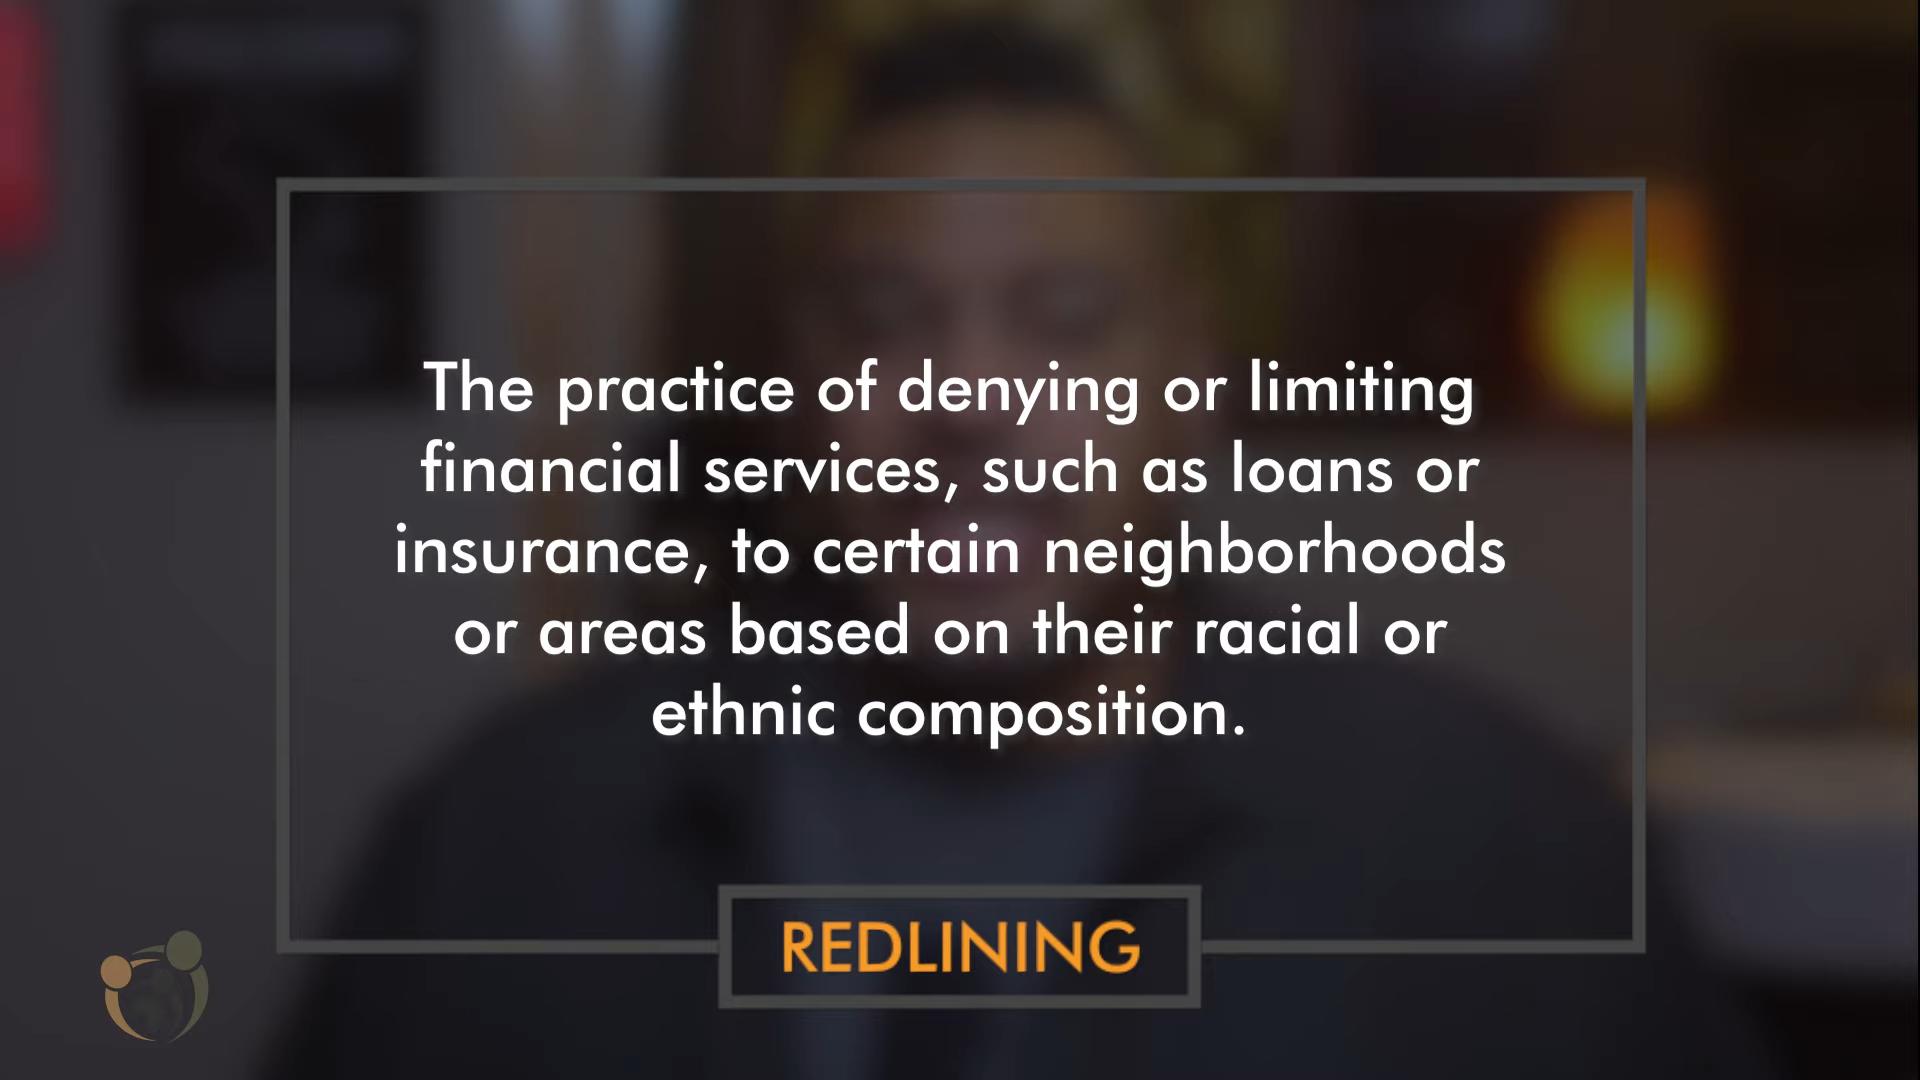 The practice of denying or limiting
financial services, such as loans or
insurance, to certain neighborhoods
or areas based on their racial or
ethnic composition.
REDLINING